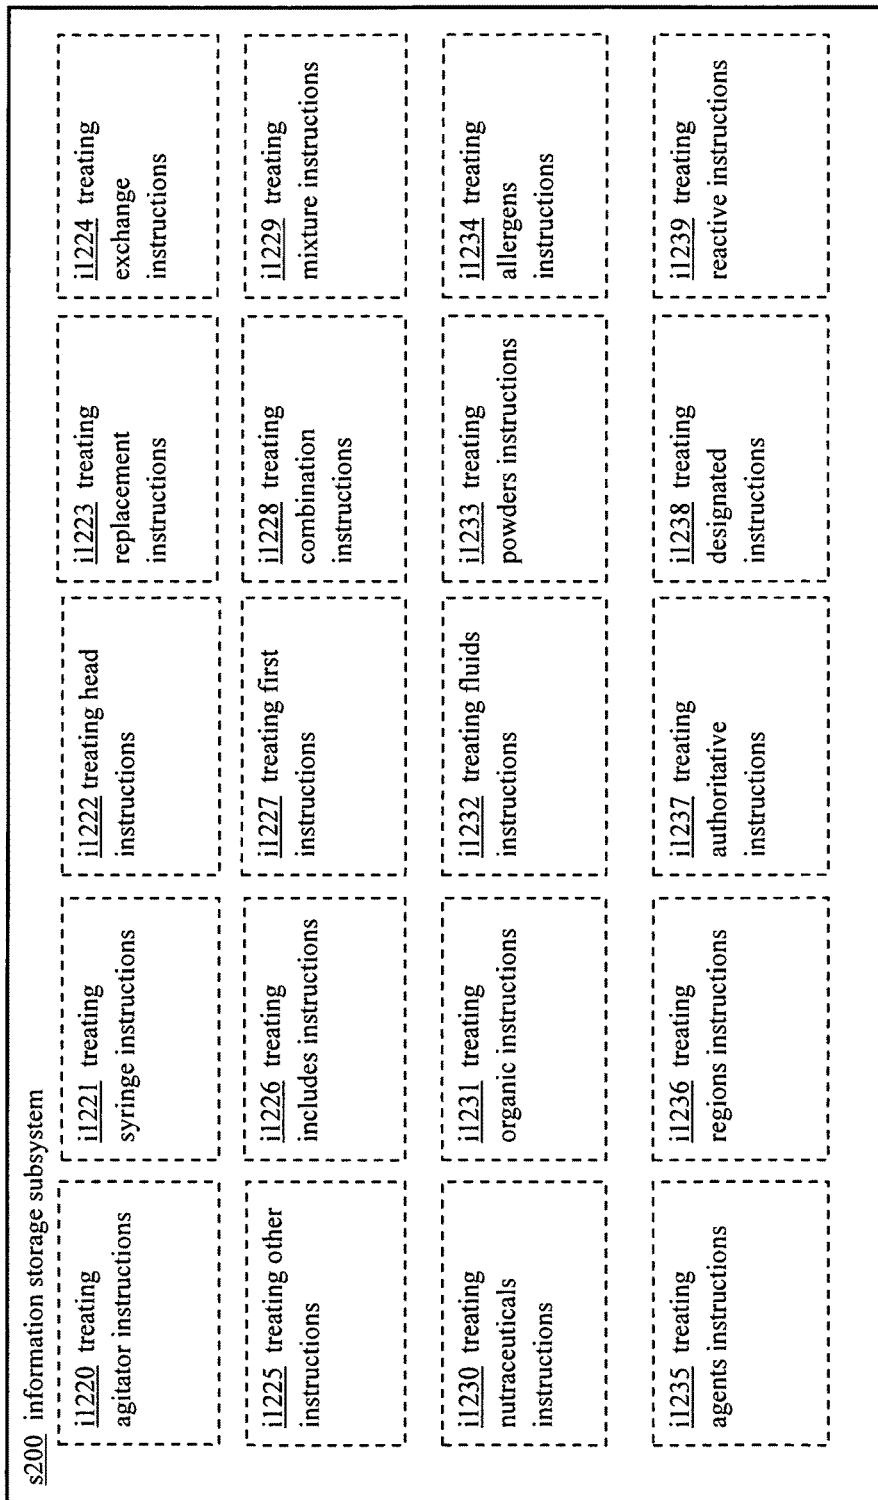 s200 information storage subsystem
i1220 treating
agitator instructions
i1221 treating
syringe instructions
i1222 treating head
instructions
i1223 treating
replacement
instructions
i1224 treating
exchange
instructions
i1225 treating other
instructions
i1226 treating
includes instructions
i1227 treating first
instructions
i1228 treating
combination
instructions
i1229 treating
mixture instructions
i1230 treating
nutraceuticals
instructions
i1231 treating
organic instructions
i1232 treating fluids
instructions
i1233 treating
powders instructions
i1234 treating
allergens
instructions
i1235 treating
agents instructions
i1236 treating
regions instructions
i1237 treating
authoritative
instructions
i1238 treating
designated
instructions
i1239 treating
reactive instructions